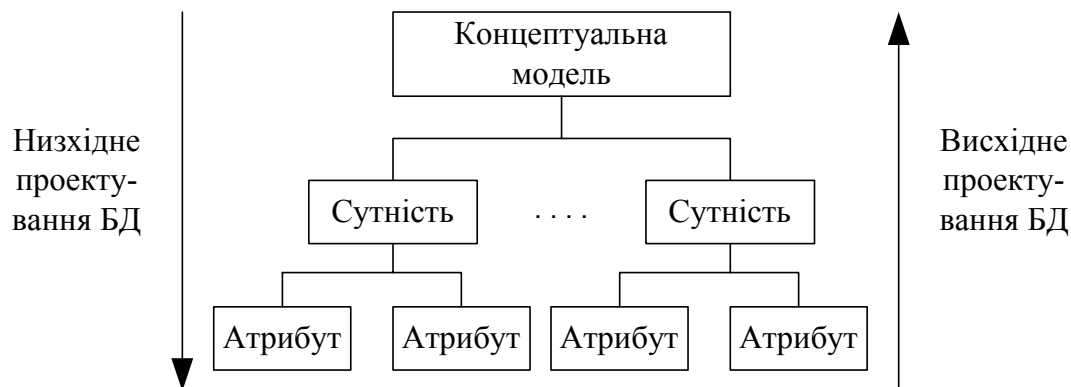 Концептуальна
модель
Низхідне
проекту-
вання БД
Висхідне
проекту-
вання БД
Сутність
. . . .
Сутність
Атрибут
Атрибут
Атрибут
Атрибут